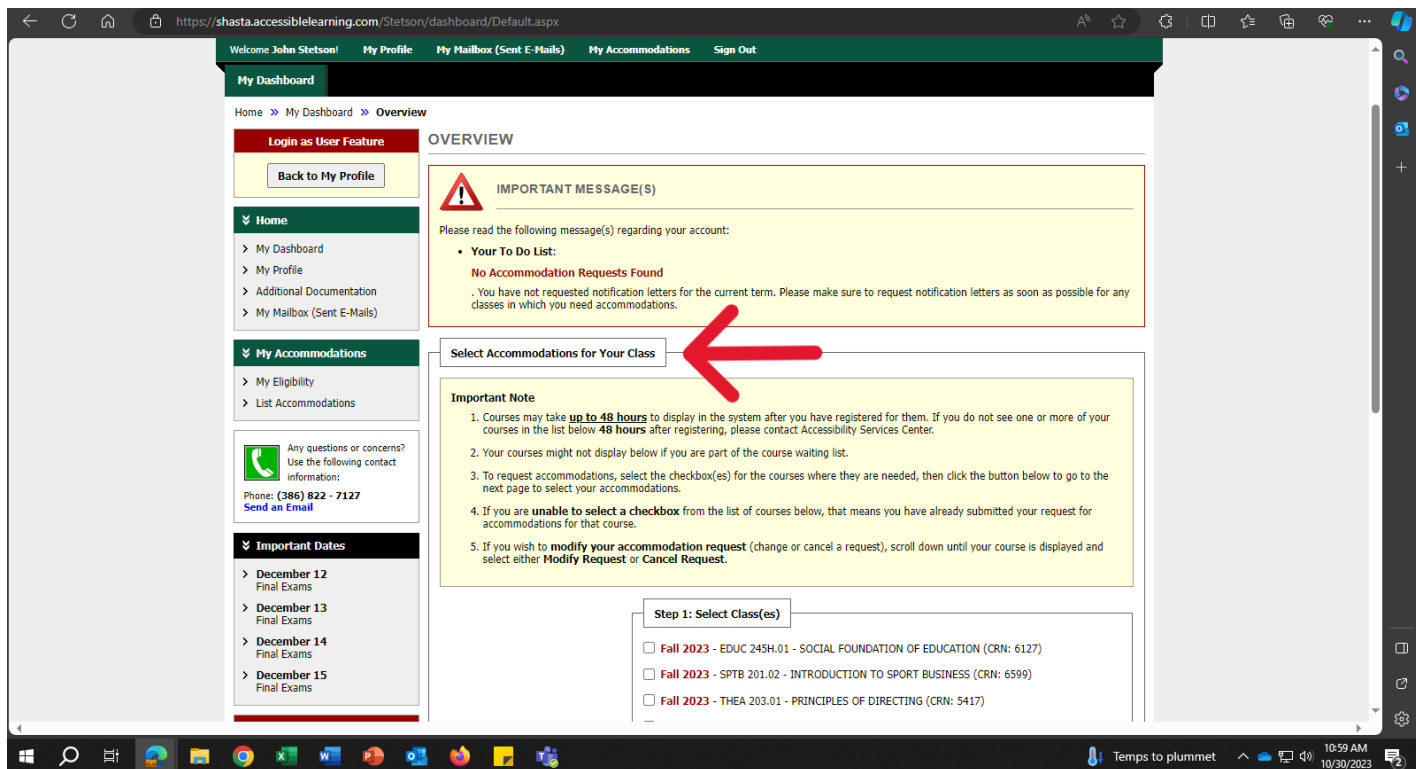 https://shasta.accessiblelearning.com/Stetson/dashboard/Default.aspx
Welcome John Stetson! My Profile My Mailbox (Sent E-Mails) My Accommodations Sign Out
My Dashboard
Home » My Dashboard » Overview
Login as User Feature
Back to My Profile
Home
My Dashboard
My Profile
Additional Documentation
My Mailbox (Sent E-Mails)
My Accommodations
My Eligibility
List Accommodations
Any questions or concerns?
Use the following contact
information:
Phone: (386) 822 - 7127
Send an Email
Important Dates
December 12
Final Exams
December 13
Final Exams
December 14
Final Exams
December 15
Final Exams
OVERVIEW
IMPORTANT MESSAGE(S)
Please read the following message(s) regarding your account:
• Your To Do List:
No Accommodation Requests Found
. You have not requested notification letters for the current term. Please make sure to request notification letters as soon as possible for any
classes in which you need accommodations.
Select Accommodations for Your Class
Important Note
1. Courses may take up to 48 hours to display in the system after you have registered for them. If you do not see one or more of your
courses in the list below 48 hours after registering, please contact Accessibility Services Center.
2. Your courses might not display below if you are part of the course waiting list.
3. To request accommodations, select the checkbox(es) for the courses where they are needed, then click the button below to go to the
next page to select your accommodations.
4. If you are unable to select a checkbox from the list of courses below, that means you have already submitted your request for
accommodations for that course.
5. If you wish to modify your accommodation request (change or cancel a request), scroll down until your course is displayed and
select either Modify Request or Cancel Request.
Step 1: Select Class(es)
Fall 2023 - EDUC 245H.01 - SOCIAL FOUNDATION OF EDUCATION (CRN: 6127)
Fall 2023 - SPTB 201.02 - INTRODUCTION TO SPORT BUSINESS (CRN: 6599)
Fall 2023 - THEA 203.01 - PRINCIPLES OF DIRECTING (CRN: 5417)
Temps to plummet
10:59 AM
10/30/2023
2